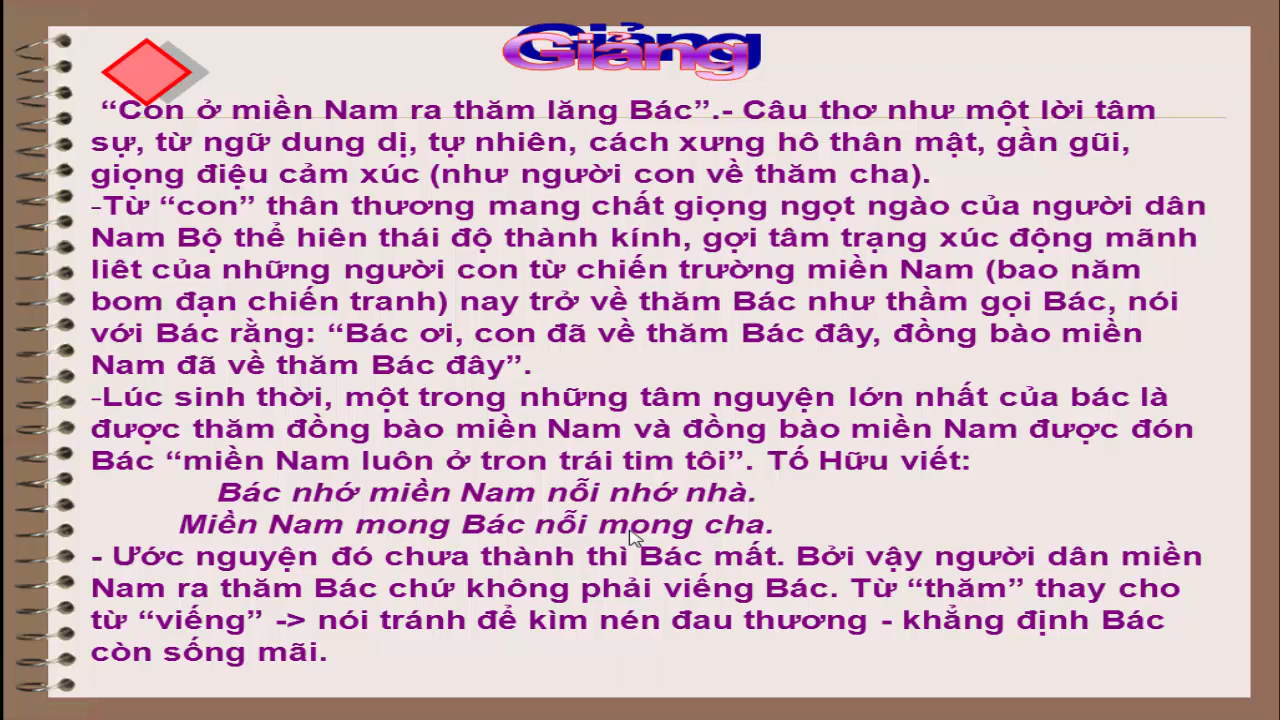 Giảng
“Con ở miền Nam ra thăm lăng Bác”.- Câu thơ như một lời tâm
sự, từ ngữ dung dị, tự nhiên, cách xưng hô thân mật, gần gũi,
giọng điệu cảm xúc (như người con về thăm cha).
-Từ “con” thân thương mang chất giọng ngọt ngào của người dân
Nam Bộ thể hiên thái độ thành kính, gợi tâm trạng xúc động mãnh
liêt của những người con từ chiến trường miền Nam (bao năm
bom đạn chiến tranh) nay trở về thăm Bác như thầm gọi Bác, nói
với Bác rằng: “Bác ơi, con đã về thăm Bác đây, đồng bào miền
Nam đã về thăm Bác đây”.
-Lúc sinh thời, một trong những tâm nguyện lớn nhất của bác là
được thăm đồng bào miền Nam và đồng bào miền Nam được đón
Bác “miền Nam luôn ở tron trái tim tôi”. Tố Hữu viết:
Bác nhớ miền Nam nỗi nhớ nhà.
Miền Nam mong Bác nỗi mong cha.
- Ước nguyện đó chưa thành thì Bác mất. Bởi vậy người dân miền
Nam ra thăm Bác chứ không phải viếng Bác. Từ “thăm” thay cho
từ “viếng” -> nói tránh để kìm nén đau thương - khẳng định Bác
còn sống mãi.